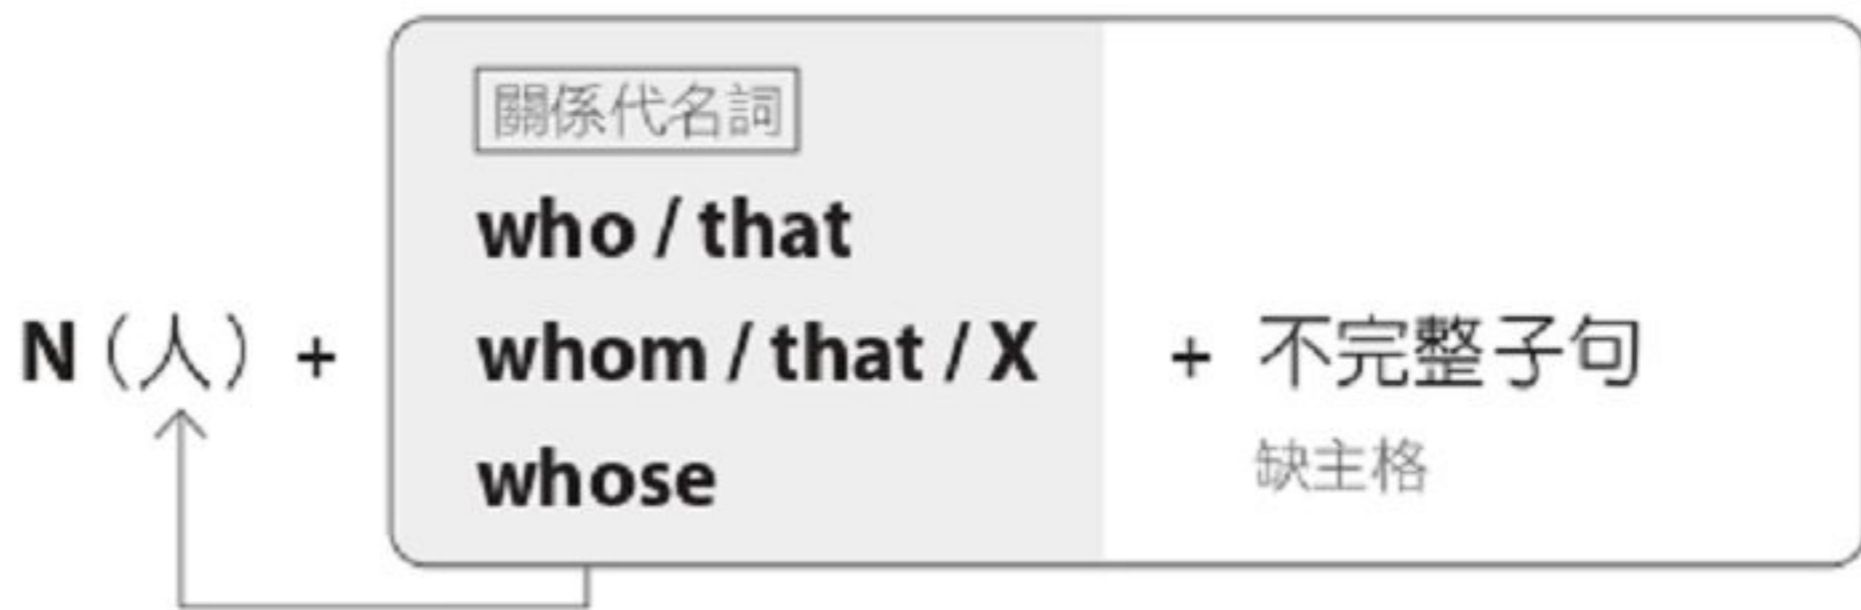 關係代名詞
who / that
N（人）+ whom / that / X + 不完整子句
whose
缺主格